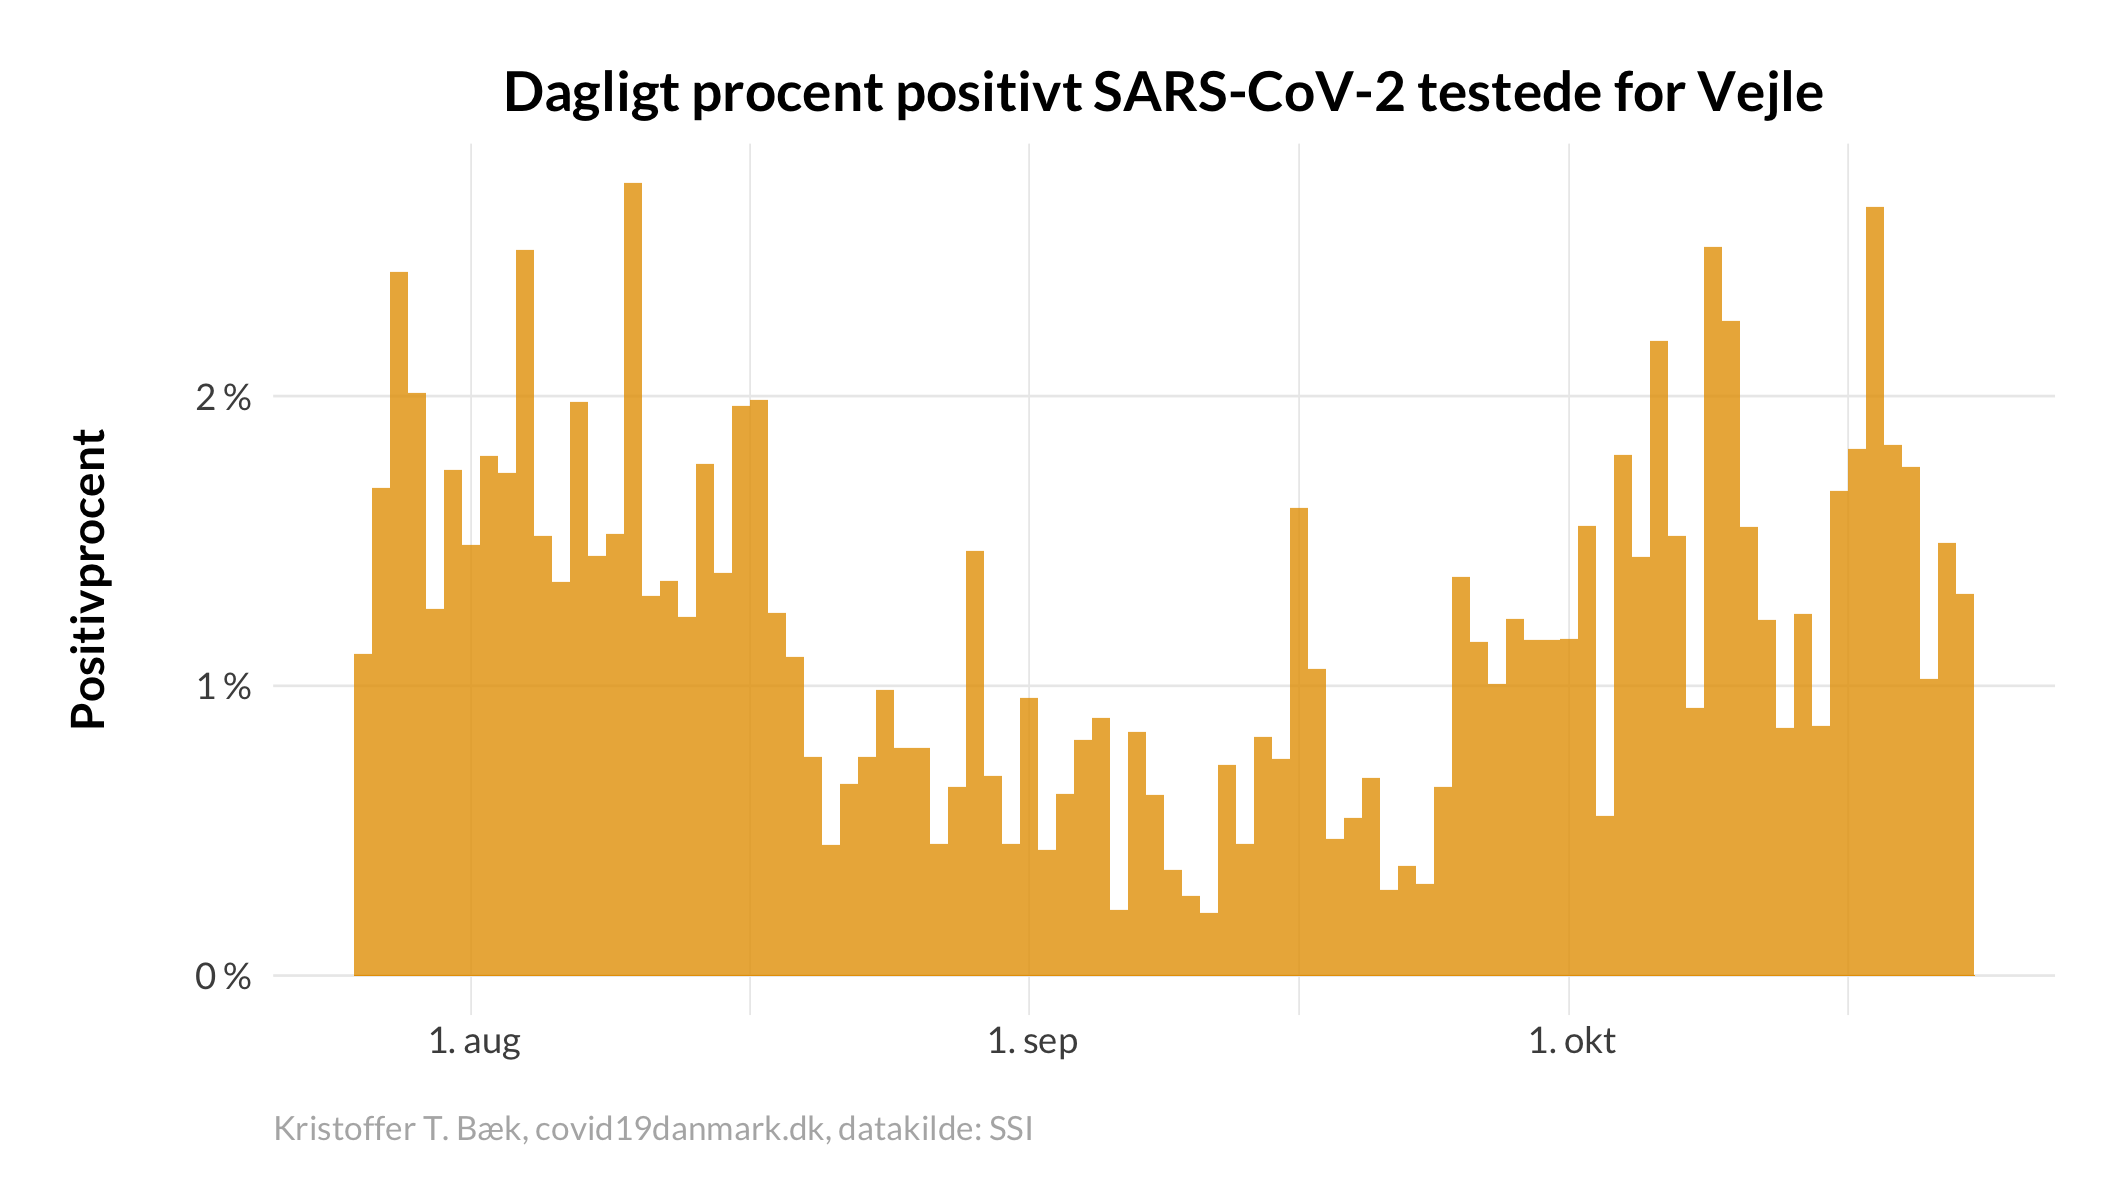 Dagligt procent positivt SARS-CoV-2 testede for Vejle
Positivprocent
2 %
1 %
0 %
1. aug
1. sep
1. okt
Kristoffer T. Bæk, covid19danmark.dk, datakilde: SSI